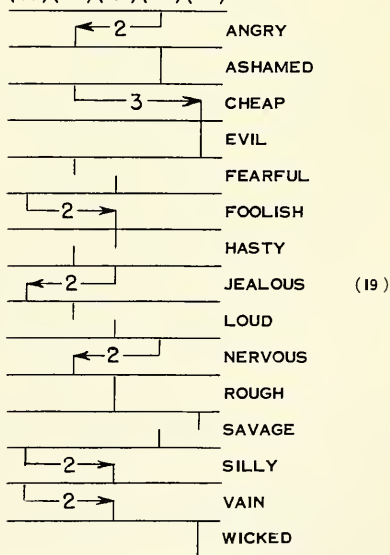 2 ANGRY
ASHAMED
3 CHEAP
EVIL
FEARFUL
2 FOOLISH
HASTY
2 JEALOUS (19)
LOUD
2 NERVOUS
ROUGH
SAVAGE
2 SILLY
2 VAIN
WICKED